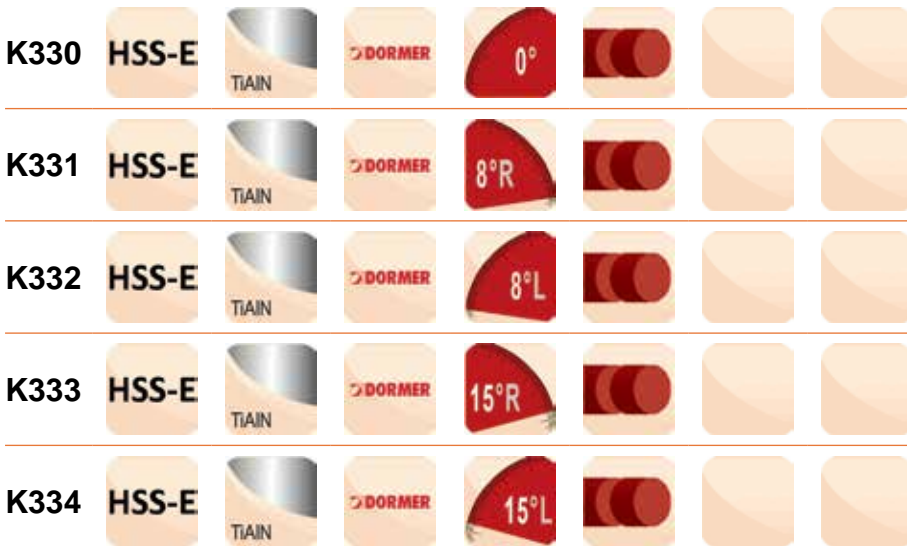 K330 HSS-E TiAlN DORMER 0°
K331 HSS-E TiAlN DORMER 8°R
K332 HSS-E TiAlN DORMER 8°L
K333 HSS-E TiAlN DORMER 15°R
K334 HSS-E TiAlN DORMER 15°L